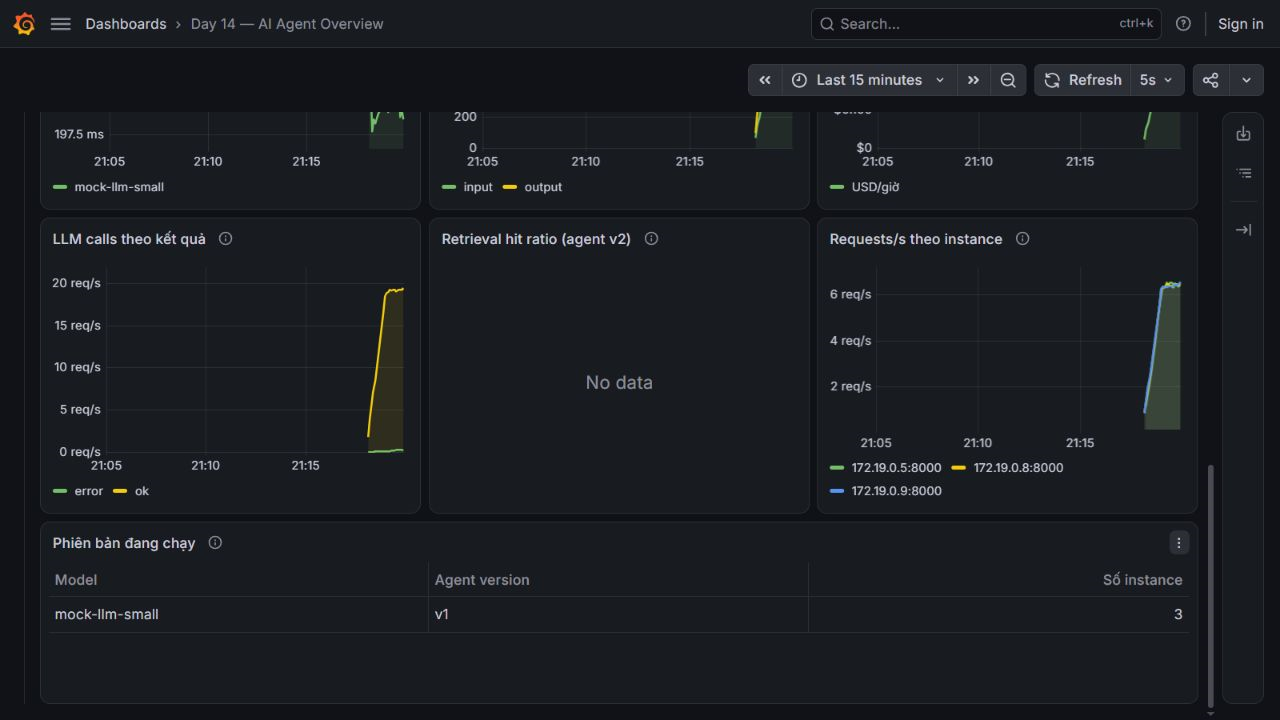 Dashboards › Day 14 — AI Agent Overview
Search...
ctrl+k
Sign in
Last 15 minutes
Refresh
5s
197.5 ms
21:05 21:10 21:15
mock-llm-small
200
0
21:05 21:10 21:15
input output
$0
21:05 21:10 21:15
USD/giờ
LLM calls theo kết quả
20 req/s
15 req/s
10 req/s
5 req/s
0 req/s
21:05 21:10 21:15
error ok
Retrieval hit ratio (agent v2)
No data
Requests/s theo instance
6 req/s
4 req/s
2 req/s
21:05 21:10 21:15
172.19.0.5:8000 172.19.0.8:8000
172.19.0.9:8000
Phiên bản đang chạy
Model Agent version Số instance
mock-llm-small v1 3